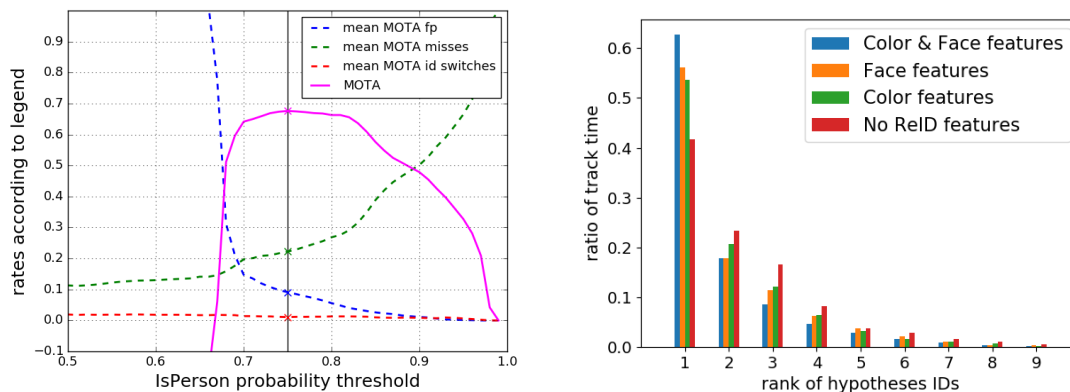 mean MOTA fp
mean MOTA misses
mean MOTA id switches
MOTA
rates according to legend
0.9
0.8
0.7
0.6
0.5
0.4
0.3
0.2
0.1
0.0
−0.1
0.5 0.6 0.7 0.8 0.9 1.0
IsPerson probability threshold
Color & Face features
Face features
Color features
No ReID features
ratio of track time
0.6
0.5
0.4
0.3
0.2
0.1
0.0
1 2 3 4 5 6 7 8 9
rank of hypotheses IDs